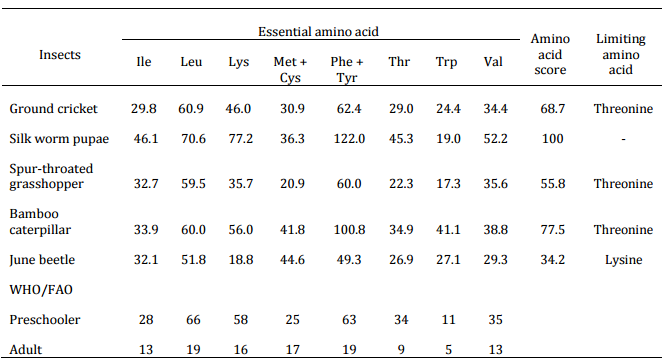 Insects Essential amino acid Amino acid score Limiting amino acid
Ile Leu Lys Met + Cys Phe + Tyr Thr Trp Val
Ground cricket 29.8 60.9 46.0 30.9 62.4 29.0 24.4 34.4 68.7 Threonine
Silk worm pupae 46.1 70.6 77.2 36.3 122.0 45.3 19.0 52.2 100 -
Spur-throated
grasshopper 32.7 59.5 35.7 20.9 60.0 22.3 17.3 35.6 55.8 Threonine
Bamboo
caterpillar 33.9 60.0 56.0 41.8 100.8 34.9 41.1 38.8 77.5 Threonine
June beetle 32.1 51.8 18.8 44.6 49.3 26.9 27.1 29.3 34.2 Lysine
WHO/FAO
Preschooler 28 66 58 25 63 34 11 35
Adult 13 19 16 17 19 9 5 13